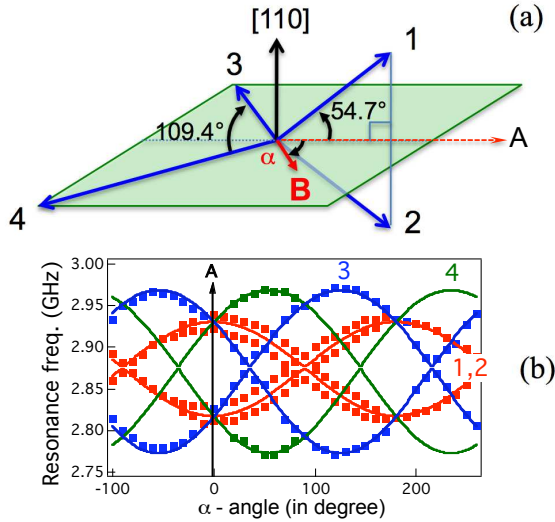 (a)
[110]
1
3
54.7°
109.4°
A
α
B
4
2
3.00
A
3
4
2.95
2.90
1,2
2.85
(b)
2.80
2.75
-100
0
100
200
Resonance freq. (GHz)
α - angle (in degree)